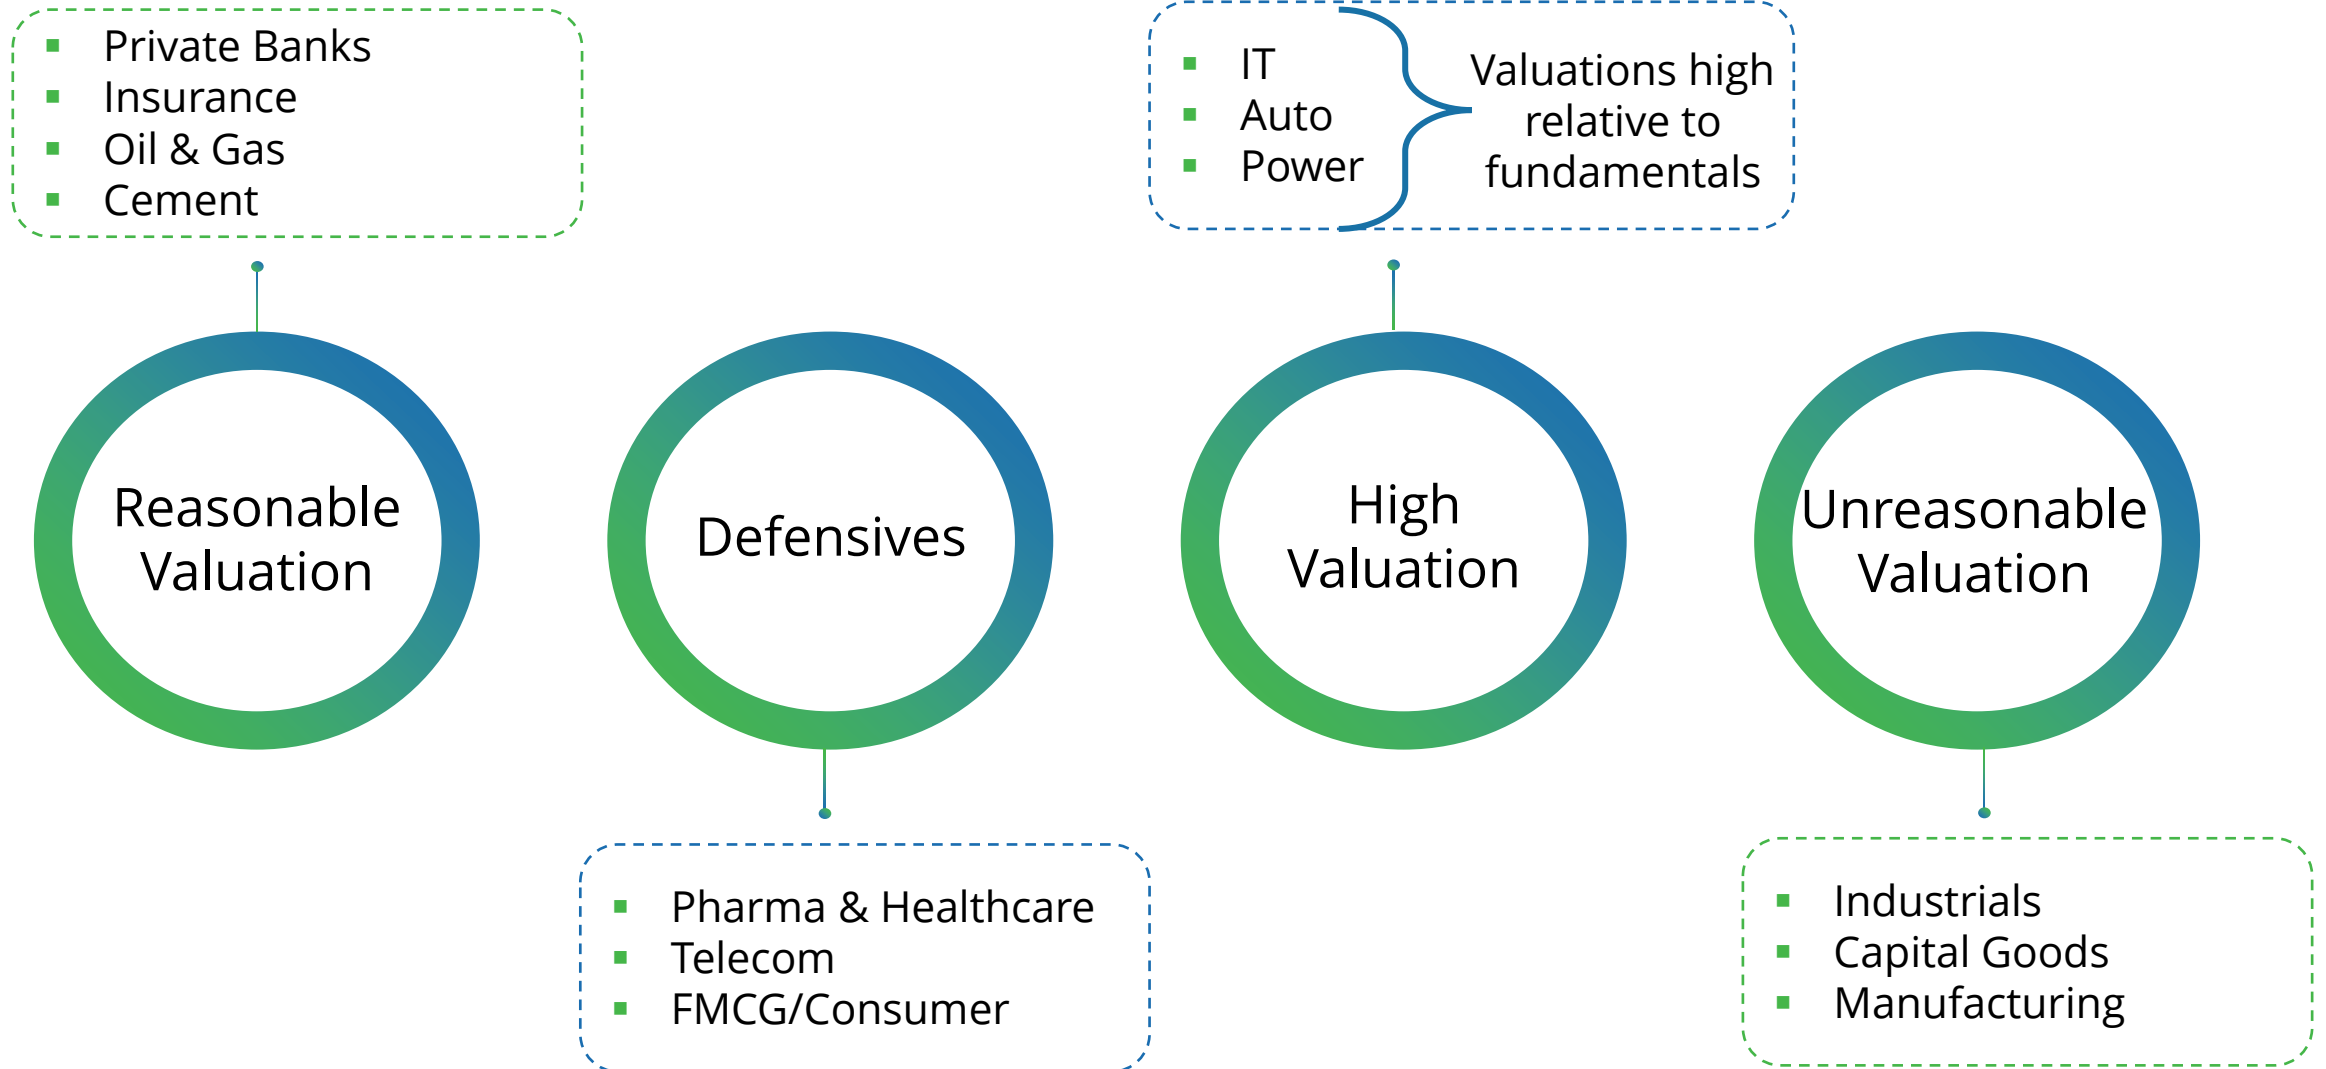 Private Banks
Insurance
Oil & Gas
Cement
IT
Auto
Power
Valuations high
relative to
fundamentals
Reasonable
Valuation
Defensives
High
Valuation
Unreasonable
Valuation
Pharma & Healthcare
Telecom
FMCG/Consumer
Industrials
Capital Goods
Manufacturing